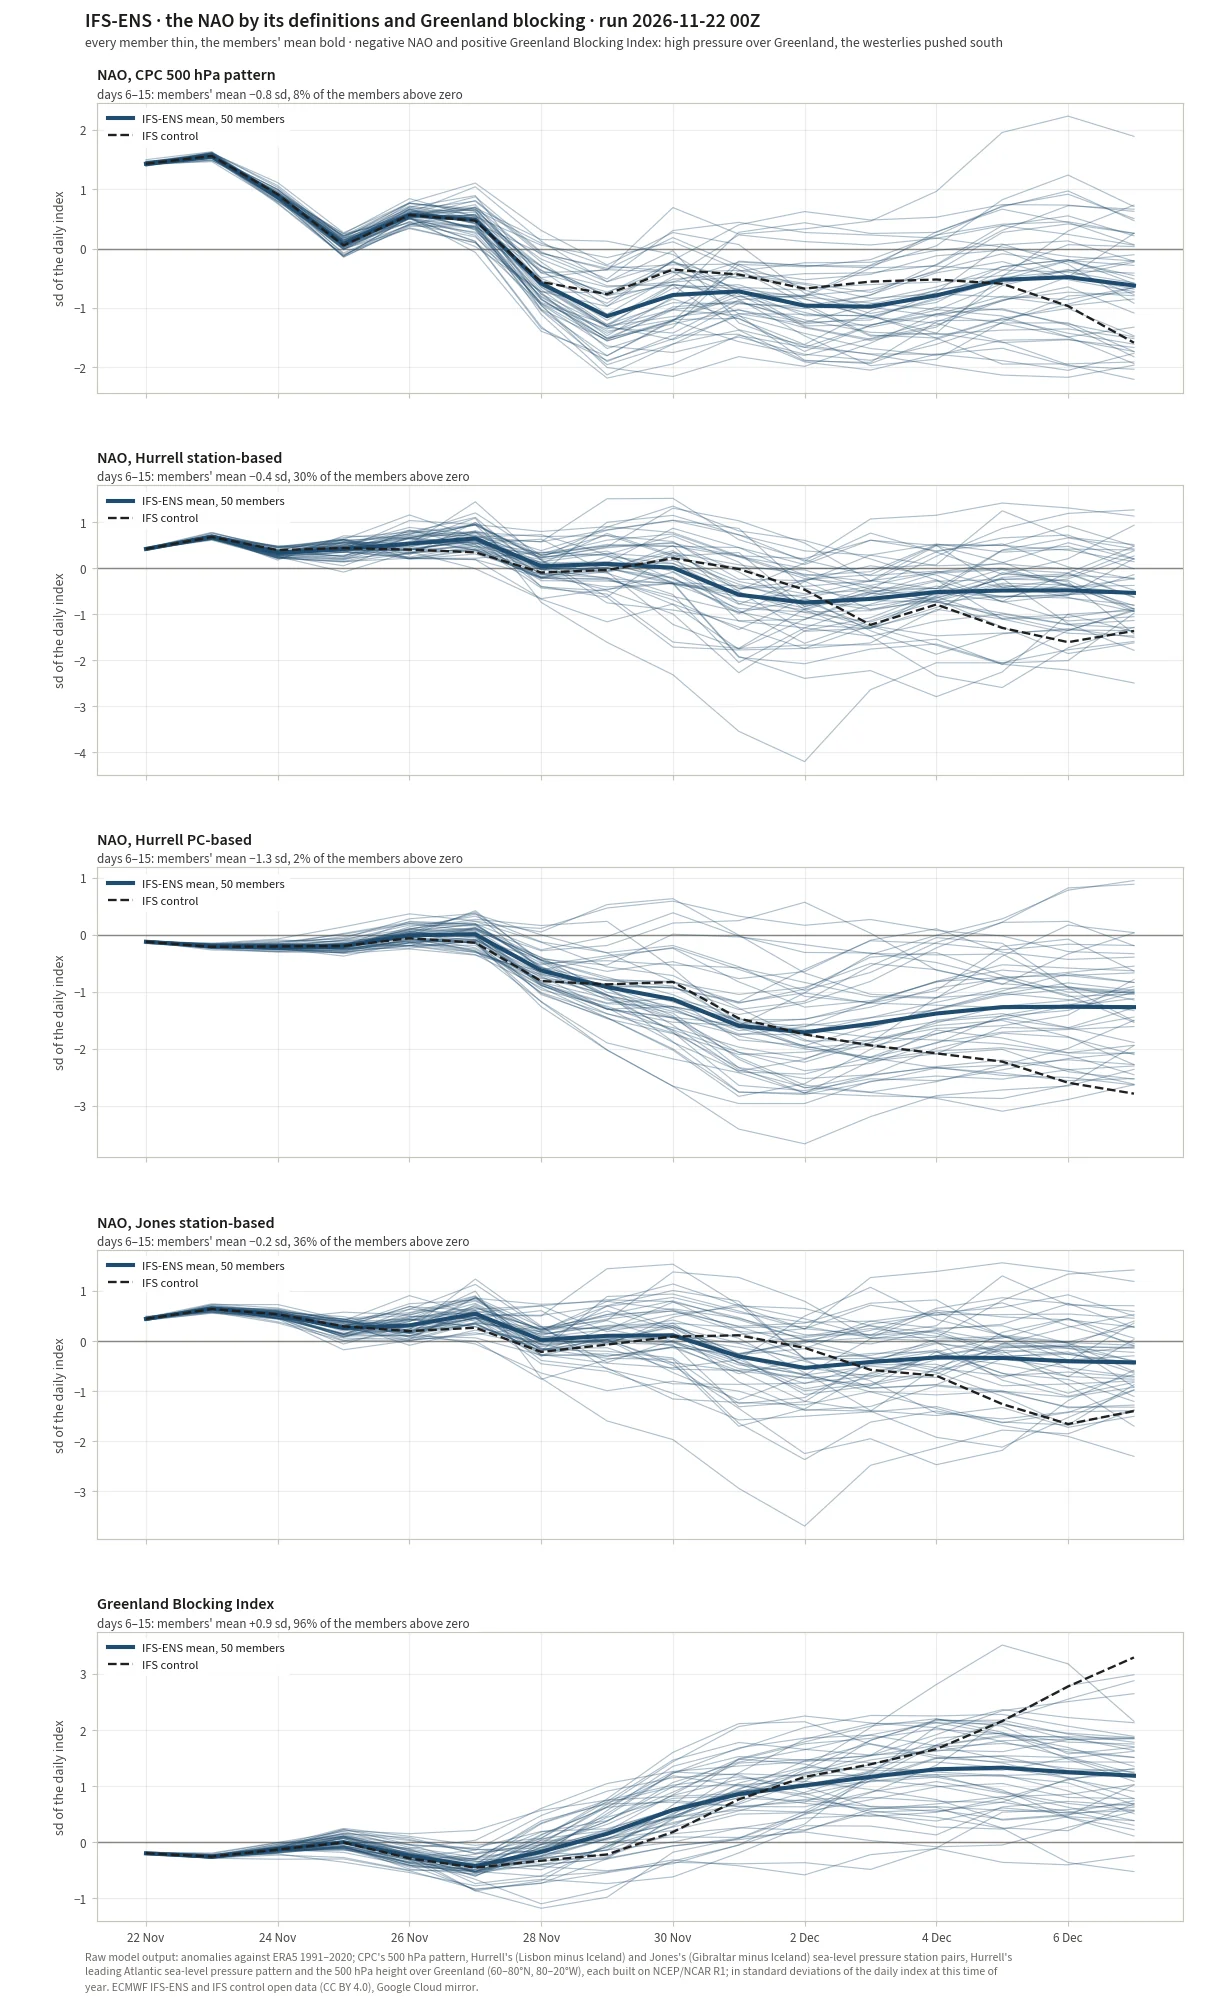 IFS-ENS · the NAO by its definitions and Greenland blocking · run 2026-11-22 00Z
every member thin, the members' mean bold · negative NAO and positive Greenland Blocking Index: high pressure over Greenland, the westerlies pushed south
NAO, CPC 500 hPa pattern
days 6–15: members' mean −0.8 sd, 8% of the members above zero
IFS-ENS mean, 50 members
IFS control
2
1
0
−1
−2
sd of the daily index
NAO, Hurrell station-based
days 6–15: members' mean −0.4 sd, 30% of the members above zero
IFS-ENS mean, 50 members
IFS control
1
0
−1
−2
−3
−4
sd of the daily index
NAO, Hurrell PC-based
days 6–15: members' mean −1.3 sd, 2% of the members above zero
IFS-ENS mean, 50 members
IFS control
1
0
−1
−2
−3
sd of the daily index
NAO, Jones station-based
days 6–15: members' mean −0.2 sd, 36% of the members above zero
IFS-ENS mean, 50 members
IFS control
1
0
−1
−2
−3
sd of the daily index
Greenland Blocking Index
days 6–15: members' mean +0.9 sd, 96% of the members above zero
IFS-ENS mean, 50 members
IFS control
3
2
1
0
−1
sd of the daily index
22 Nov 24 Nov 26 Nov 28 Nov 30 Nov 2 Dec 4 Dec 6 Dec
Raw model output: anomalies against ERA5 1991–2020; CPC's 500 hPa pattern, Hurrell's (Lisbon minus Iceland) and Jones's (Gibraltar minus Iceland) sea-level pressure station pairs, Hurrell's
leading Atlantic sea-level pressure pattern and the 500 hPa height over Greenland (60–80°N, 80–20°W), each built on NCEP/NCAR R1; in standard deviations of the daily index at this time of
year. ECMWF IFS-ENS and IFS control open data (CC BY 4.0), Google Cloud mirror.